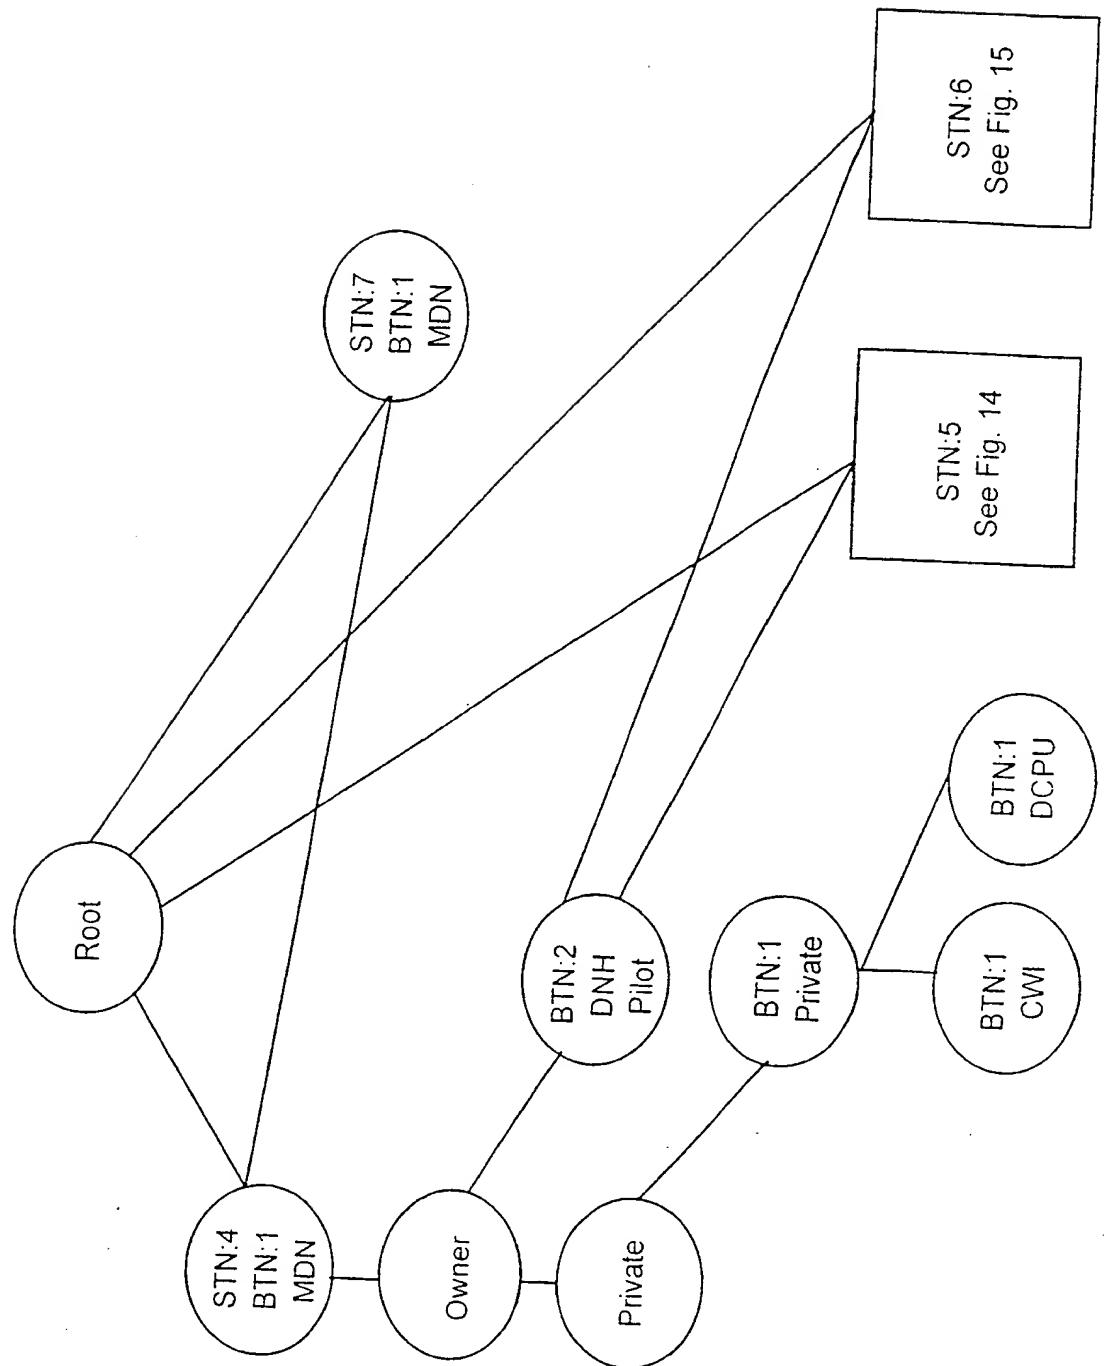 Root
STN:4
BTN:1
MDN
STN:7
BTN:1
MDN
Owner
BTN:2
DNH
Pilot
Private
BTN:1
Private
BTN:1
CWI
BTN:1
DCPU
STN:5
See Fig. 14
STN:6
See Fig. 15